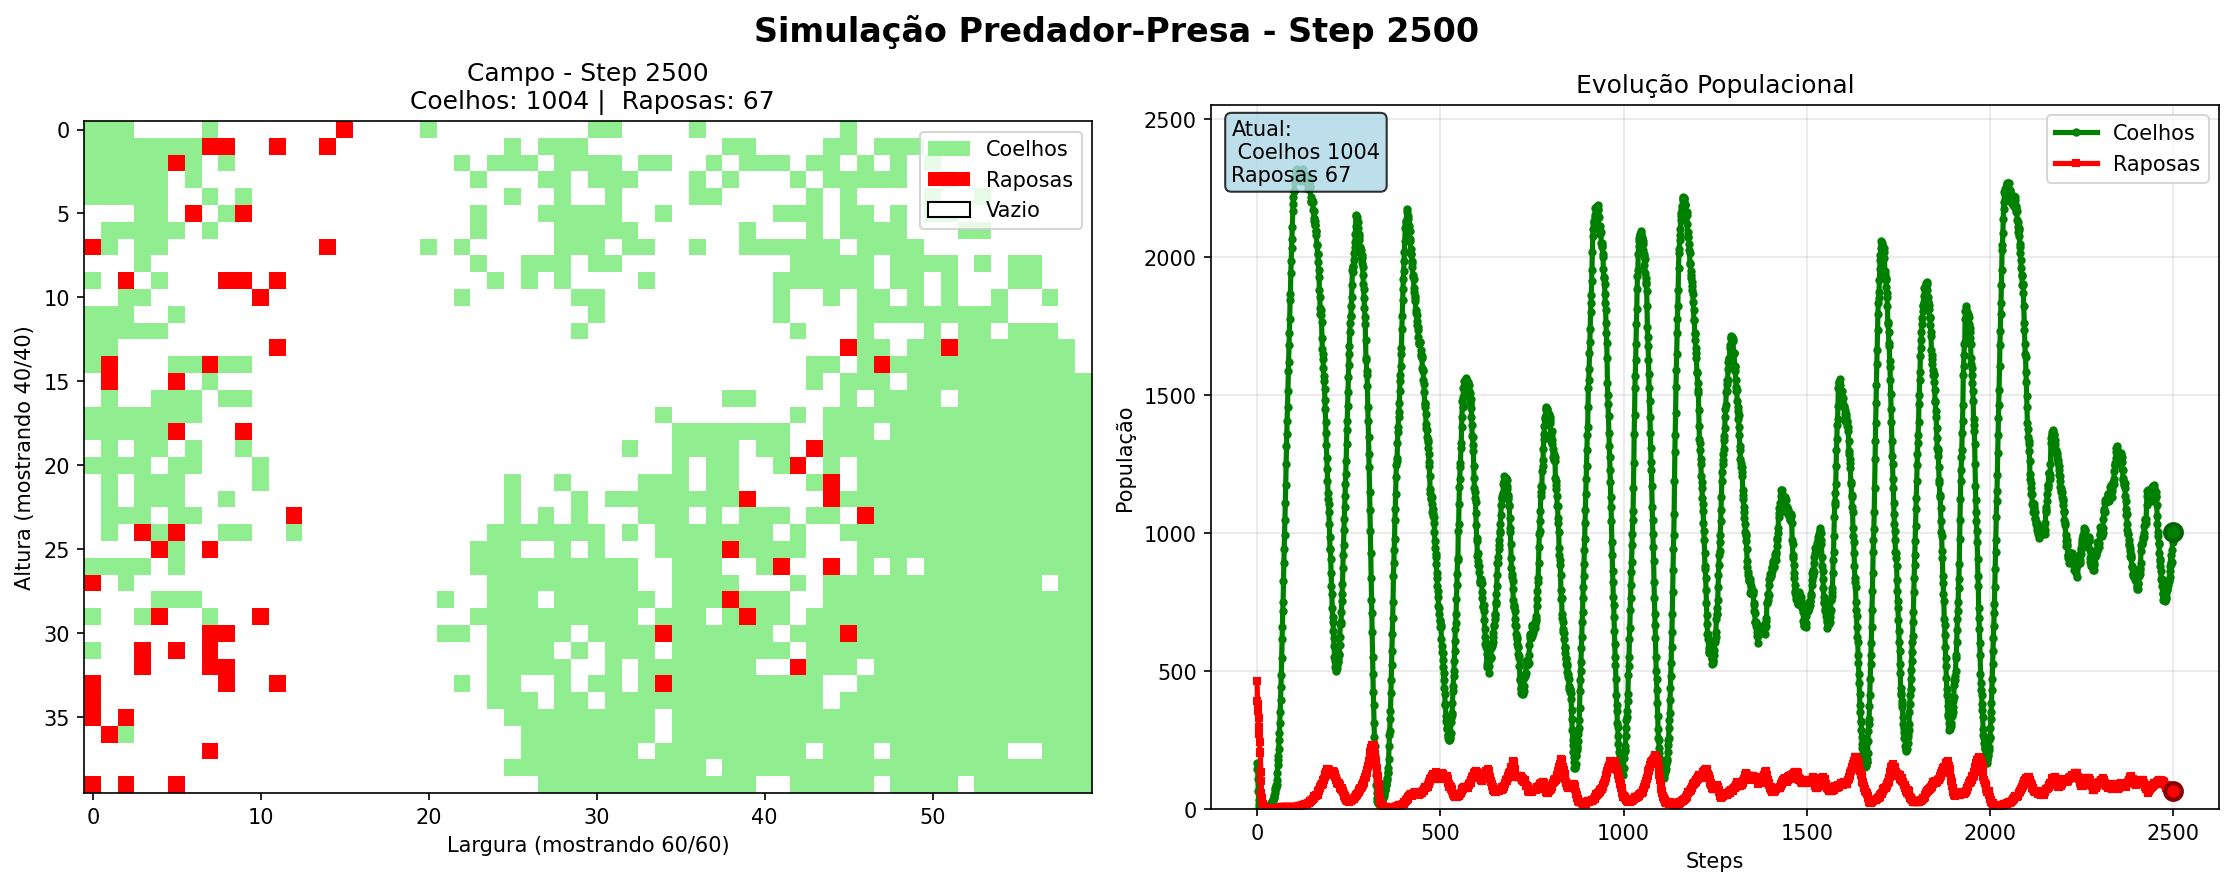 Simulação Predador-Presa - Step 2500
Campo - Step 2500
Coelhos: 1004 |  Raposas: 67
Coelhos
Raposas
Vazio
Altura (mostrando 40/40)
0
5
10
15
20
25
30
35
0
10
20
30
40
50
Largura (mostrando 60/60)
Evolução Populacional
Atual:
Coelhos 1004
Raposas 67
Coelhos
Raposas
População
2500
2000
1500
1000
500
0
0
500
1000
1500
2000
2500
Steps